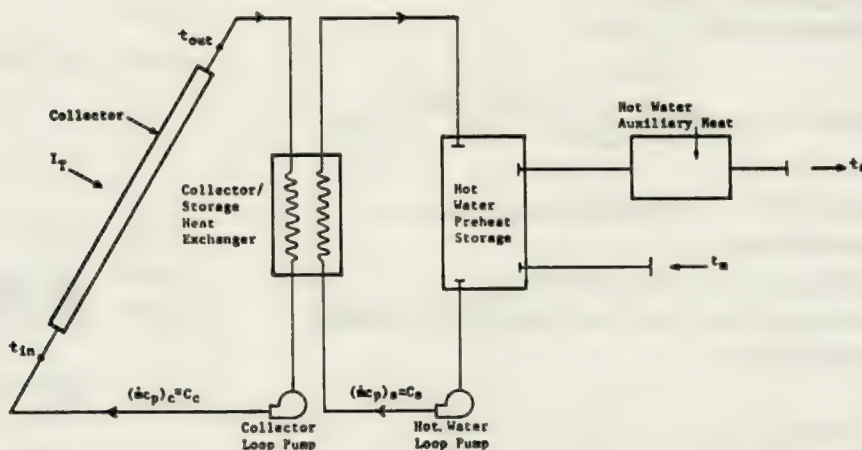 t_out
Collector
I_T
t_in
(ṁc_p)_c=C_c
Collector
Loop Pump
Collector/
Storage
Heat
Exchanger
(ṁc_p)_s=C_s
Hot Water
Loop Pump
Hot
Water
Preheat
Storage
Hot Water
Auxiliary Heat
t_m